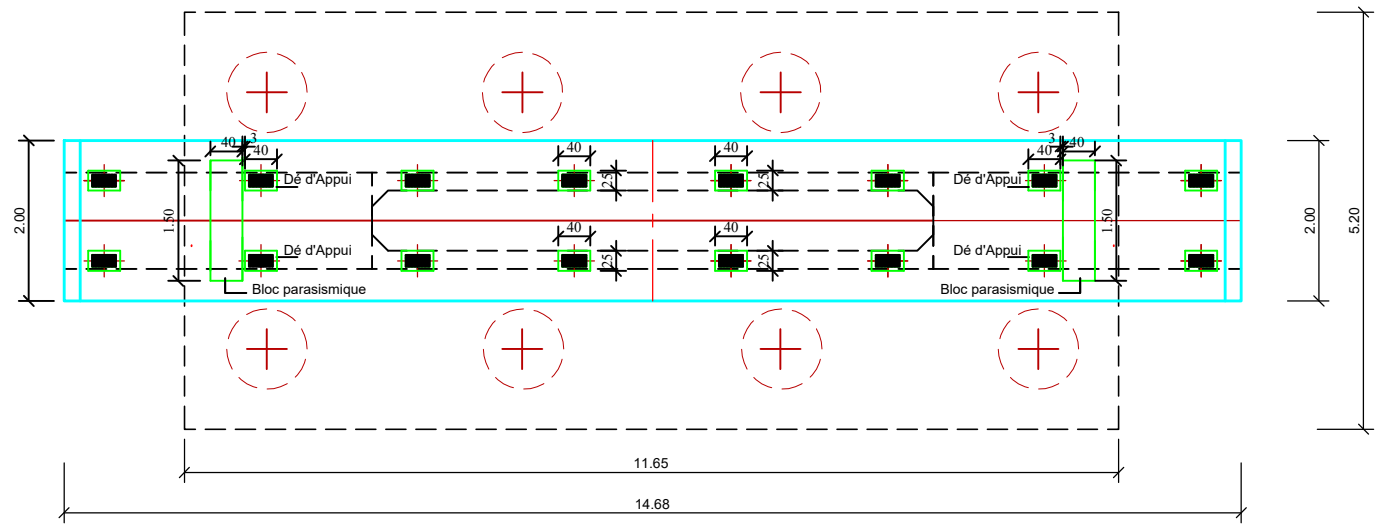 40 3 3 40
40 40 40 40
Dé d'Appui 25 25 Dé d'Appui
2.00 1.50 1.50 2.00 5.20
40 40
Dé d'Appui 25 25 Dé d'Appui
Bloc parasismique Bloc parasismique
11.65
14.68